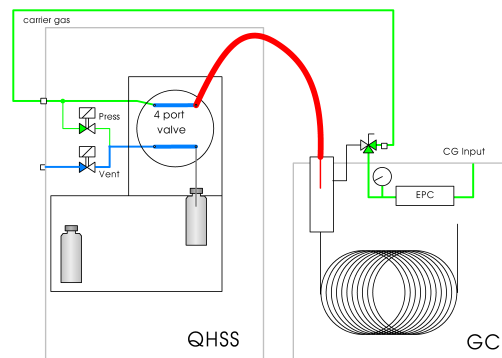 carrier gas
Press
4 port
valve
Vent
CG Input
EPC
QHSS
GC